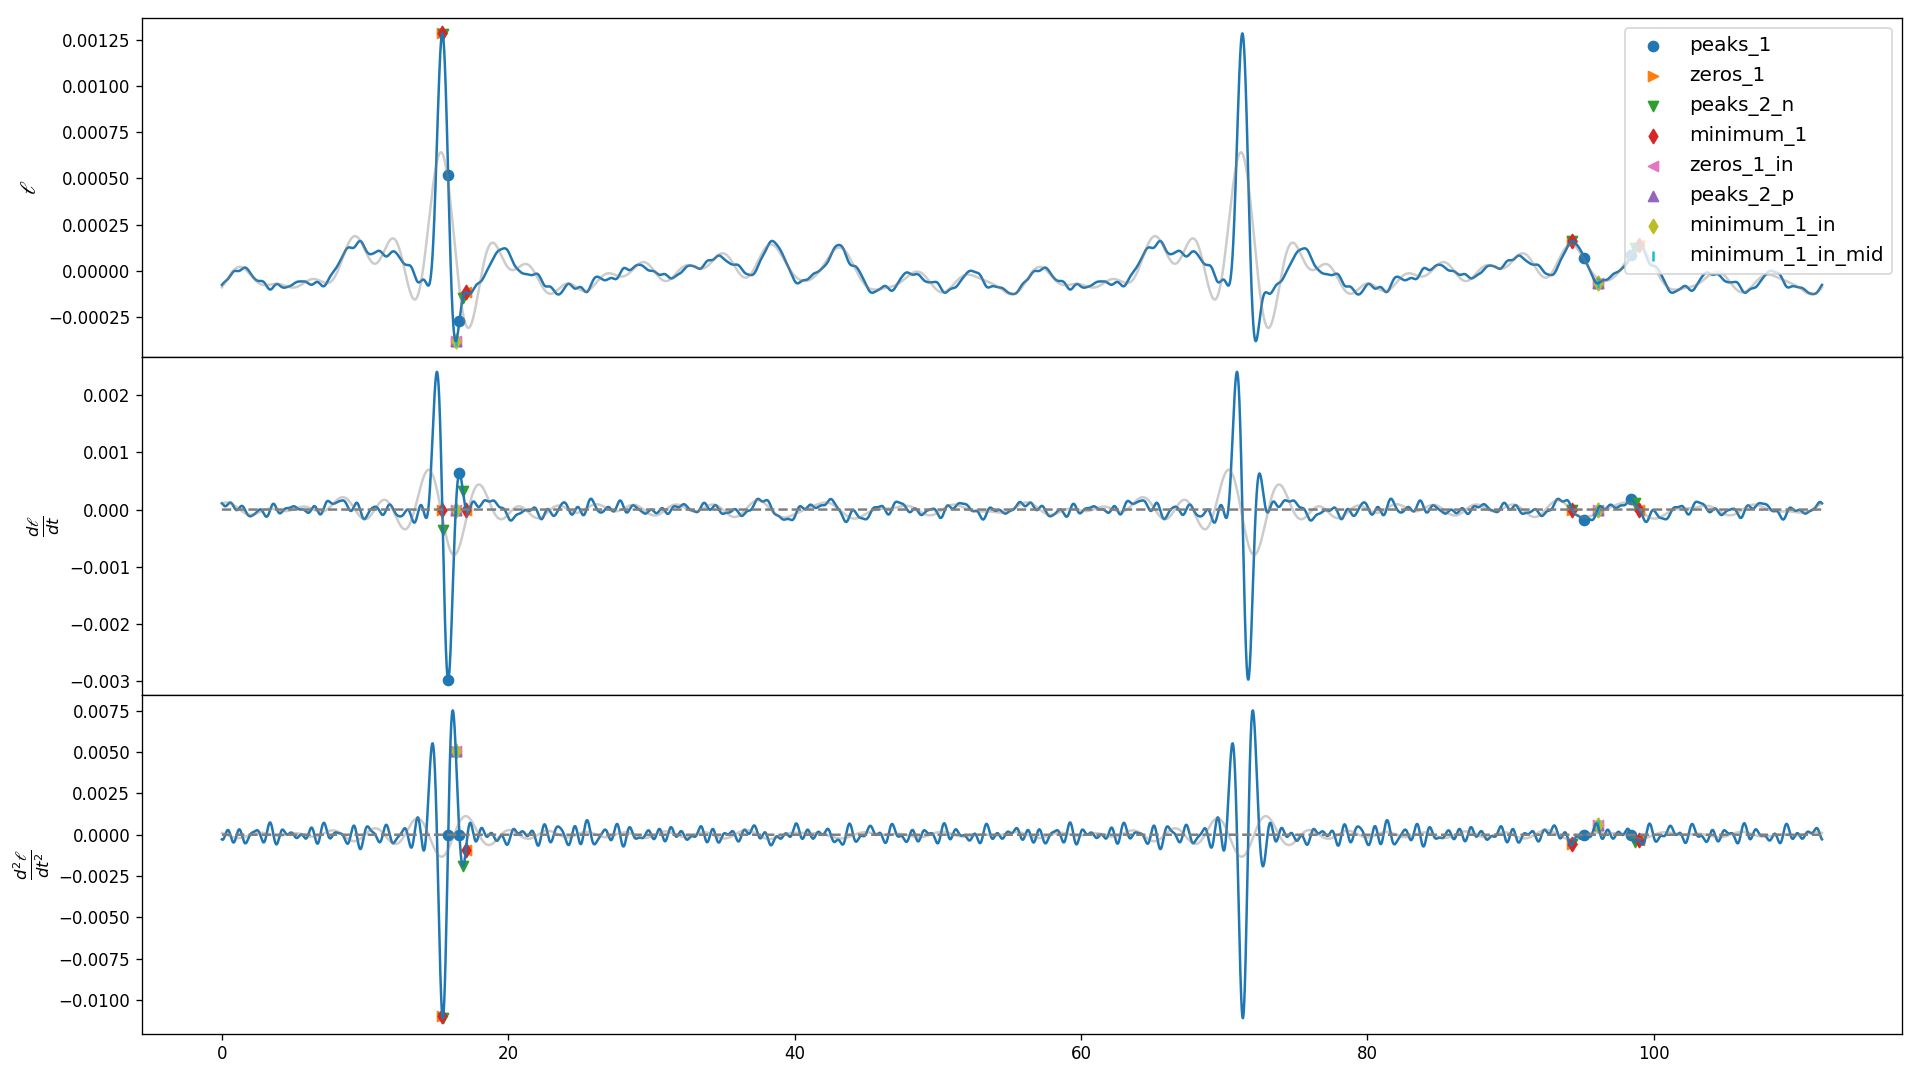 0.00125
0.00100
0.00075
0.00050
0.00025
0.00000
−0.00025
ℓ
peaks_1
zeros_1
peaks_2_n
minimum_1
zeros_1_in
peaks_2_p
minimum_1_in
minimum_1_in_mid
0.002
0.001
0.000
−0.001
−0.002
−0.003
dℓ
dt
0.0075
0.0050
0.0025
0.0000
−0.0025
−0.0050
−0.0075
−0.0100
d²ℓ
dt²
0 20 40 60 80 100